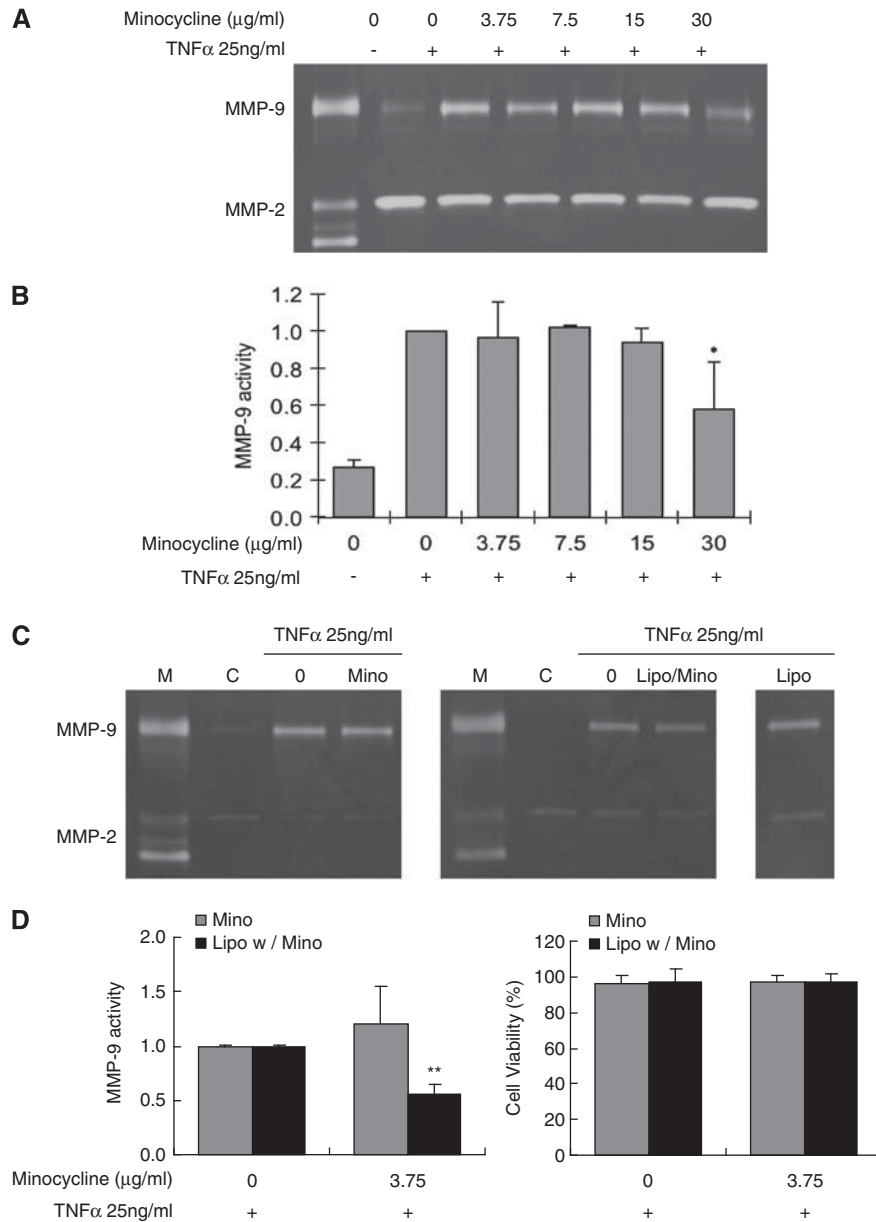 A
Minocycline (μg/ml) 0 0 3.75 7.5 15 30
TNFα 25ng/ml - + + + + +
MMP-9
MMP-2
B
MMP-9 activity
1.2
1.0
0.8
0.6
0.4
0.2
0.0
*
Minocycline (μg/ml) 0 0 3.75 7.5 15 30
TNFα 25ng/ml - + + + + +
C
TNFα 25ng/ml
M C 0 Mino
TNFα 25ng/ml
M C 0 Lipo/Mino Lipo
MMP-9
MMP-2
D
Mino
Lipo w / Mino
MMP-9 activity
2.0
1.5
1.0
0.5
0.0
**
Minocycline (μg/ml) 0 3.75
TNFα 25ng/ml + +
Mino
Lipo w / Mino
Cell Viability (%)
120
100
80
60
40
20
0
0 3.75
+ +